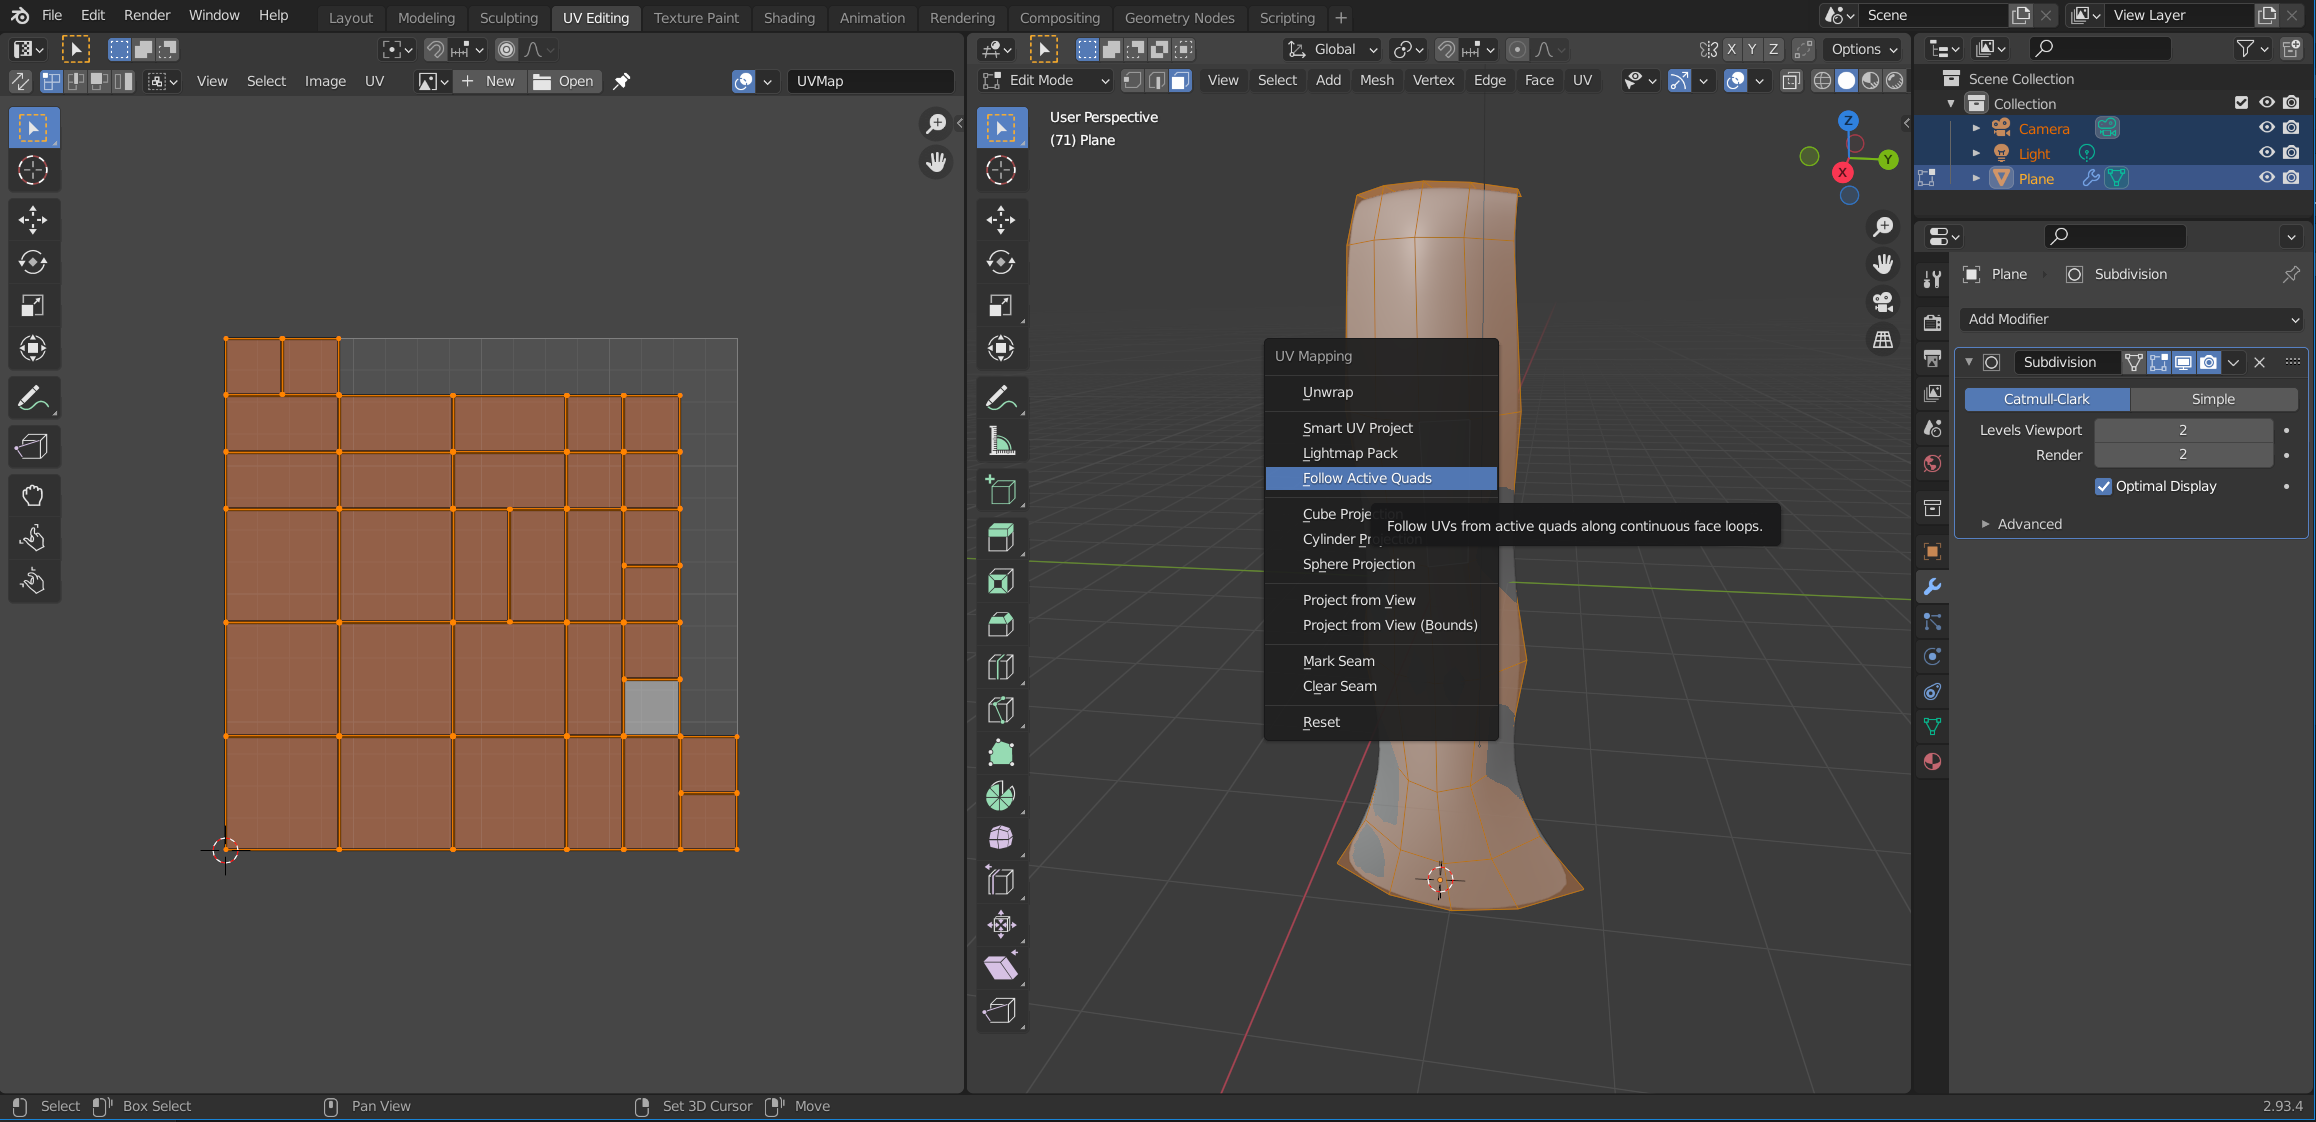 File Edit Render Window Help Layout Modeling Sculpting UV Editing Texture Paint Shading Animation Rendering Compositing Geometry Nodes Scripting + Scene View Layer
Global X Y Z Options
View Select Image UV New Open UVMap
Edit Mode View Select Add Mesh Vertex Edge Face UV
User Perspective
(71) Plane
Z
Y
X
Scene Collection
Collection
Camera
Light
Plane
Plane Subdivision
Add Modifier
Subdivision
Catmull-Clark Simple
Levels Viewport 2
Render 2
Optimal Display
Advanced
UV Mapping
Unwrap
Smart UV Project
Lightmap Pack
Follow Active Quads
Cube Projection
Follow UVs from active quads along continuous face loops.
Cylinder Projection
Sphere Projection
Project from View
Project from View (Bounds)
Mark Seam
Clear Seam
Reset
Select Box Select Pan View Set 3D Cursor Move 2.93.4